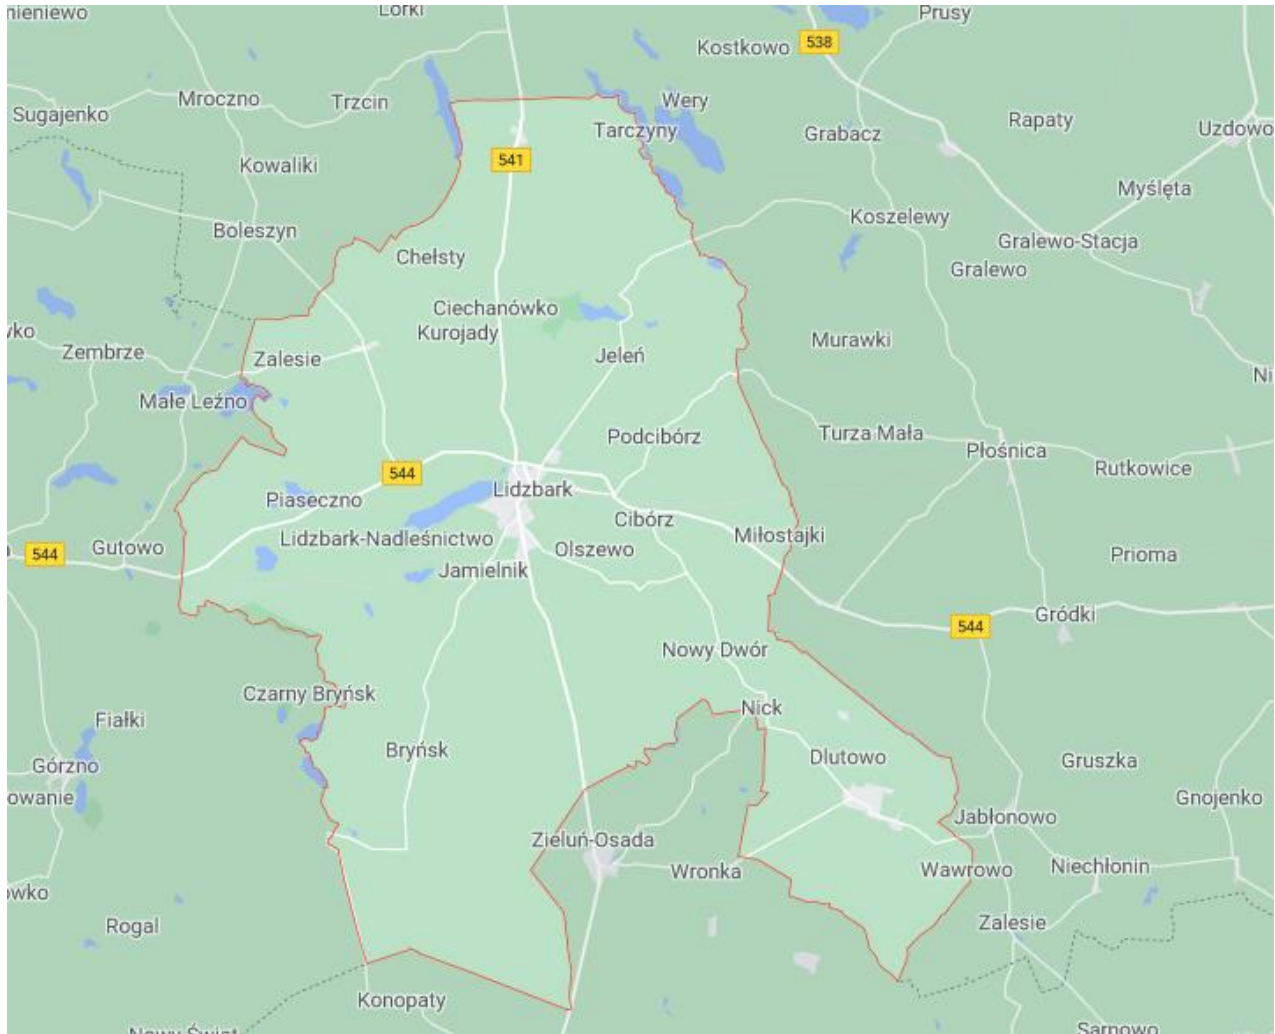 Lorki
Prusy
538
Kostkowo
Mroczno
Trzcin
Wery
Sugajenko
Tarczyny
Grabacz
Rapaty
Uzdowo
541
Kowaliki
Myślęta
Boleszyn
Koszelewy
Gralewo-Stacja
Chełsty
Gralewo
Ciechanówko
Kurojady
Murawki
Zembrze
Zalesie
Jeleń
Małe Leźno
Podcibórz
Turza Mała
Płośnica
Rutkowice
544
Piaseczno
Lidzbark
Cibórz
Miłostajki
Lidzbark-Nadleśnictwo
Olszewo
Gutowo
544
Prioma
Jamielnik
Gródki
544
Nowy Dwór
Czarny Bryńsk
Nick
Fiałki
Bryńsk
Dlutowo
Gruszka
Górzno
Gnojenko
Jabłonowo
Zieluń-Osada
Wronka
Wawrowo
Niechłonin
Rogal
Zalesie
Konopaty
Nowy Świat
Sarnowo